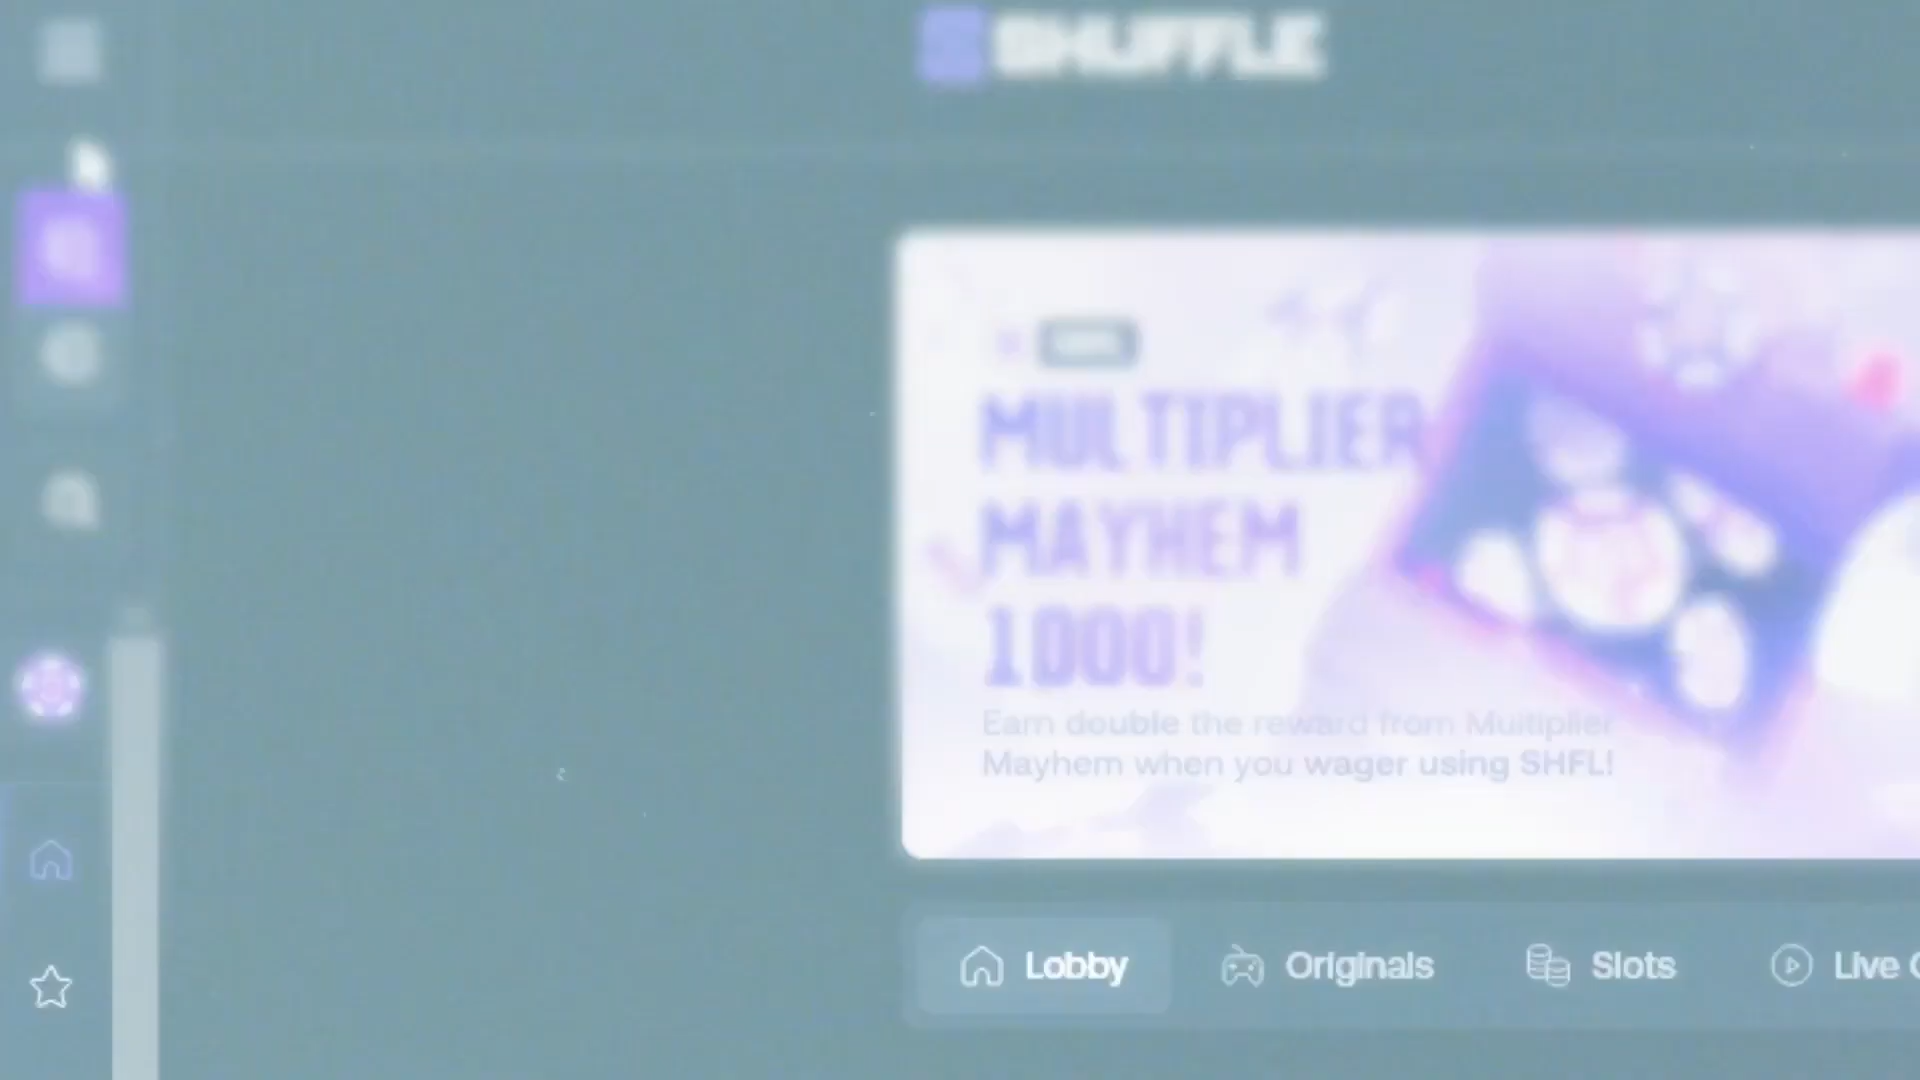 SHUFFLE
MULTIPLIER
MAYHEM
1000!
Earn double the reward from Multiplier
Mayhem when you wager using SHFL!
Lobby
Originals
Slots
Live